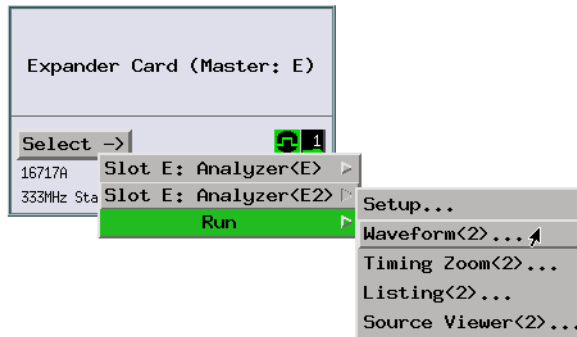 Expander Card (Master: E)
Select ->
1
16717A
333MHz Sta
Slot E: Analyzer<E>
Slot E: Analyzer<E2>
Run
Setup...
Waveform<2>...
Timing Zoom<2>...
Listing<2>...
Source Viewer<2>...